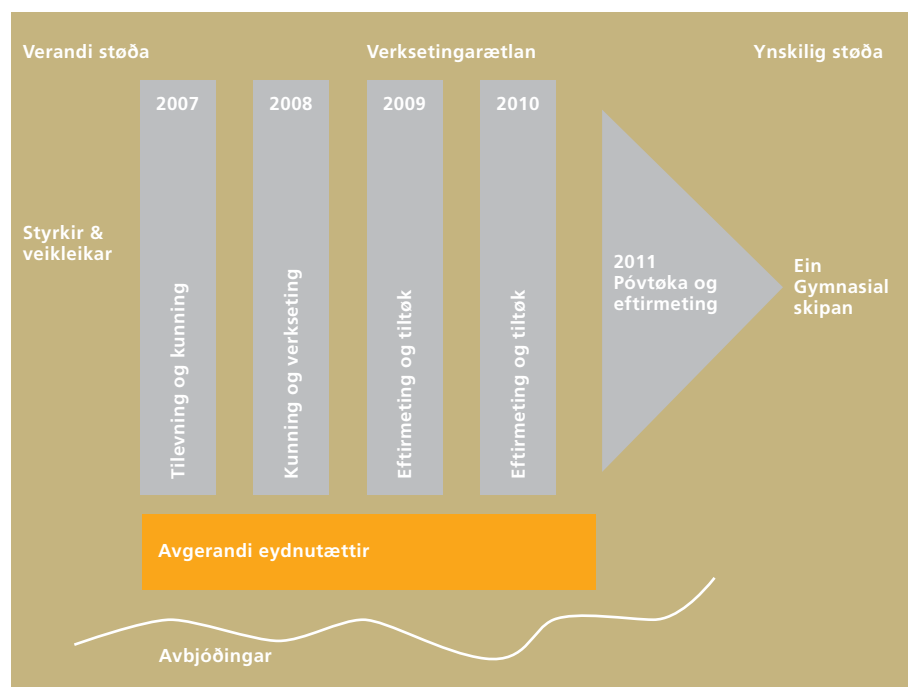 Verandi støða
Verksetingarætlan
Ynskilig støða
2007
2008
2009
2010
Styrkir &
veikleikar
Tilevning og kunning
Kunning og verkseting
Eftirmeting og tiltøk
Eftirmeting og tiltøk
2011
Póvtøka og
eftirmeting
Ein
Gymnasial
skipan
Avgerandi eydnutættir
Avbjóðingar